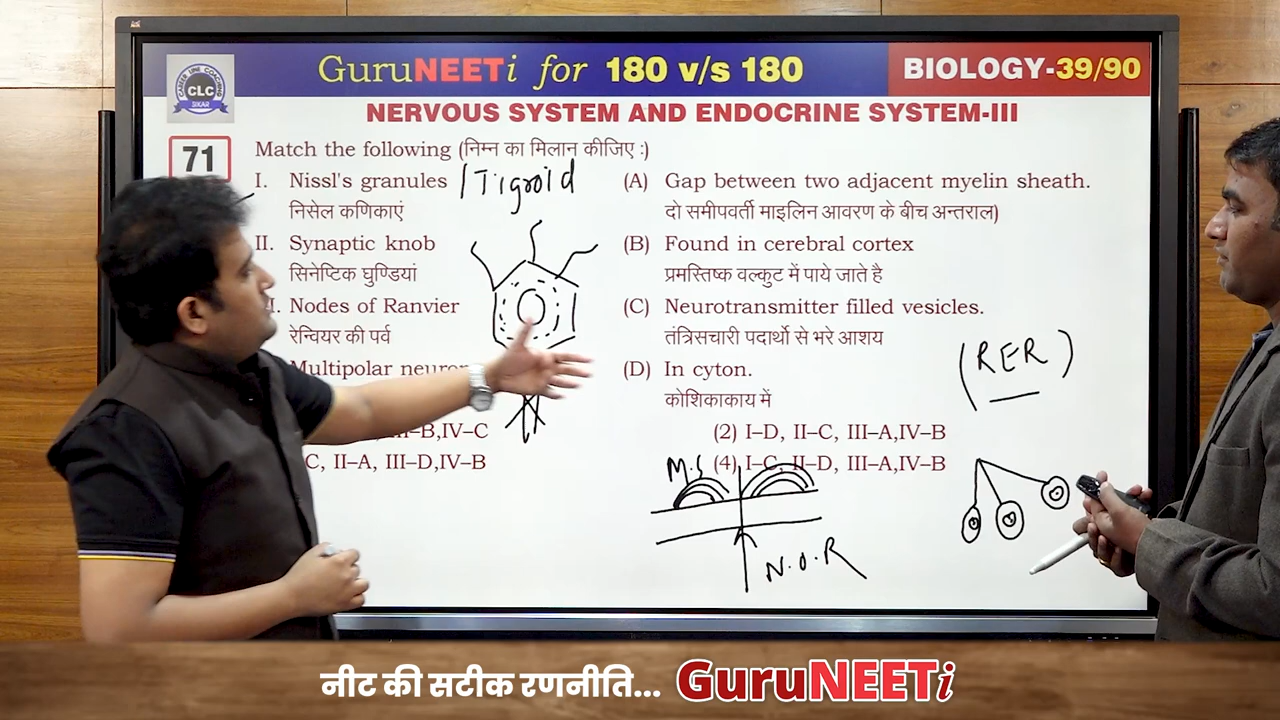 GuruNEETi for 180 v/s 180
BIOLOGY-39/90
CLC
SIKAR
NERVOUS SYSTEM AND ENDOCRINE SYSTEM-III
71
Match the following (निम्न का मिलान कीजिए :)
I. Nissl's granules / Tigroid (A) Gap between two adjacent myelin sheath.
निसेल कणिकाएं दो समीपवर्ती माइलिन आवरण के बीच अन्तराल)
II. Synaptic knob (B) Found in cerebral cortex
सिनेप्टिक घुण्डियां प्रमस्तिष्क वल्कुट में पाये जाते है
I. Nodes of Ranvier (C) Neurotransmitter filled vesicles.
रेन्वियर की पर्व तंत्रिसचारी पदार्थो से भरे आशय
(RER)
Multipolar neuron (D) In cyton.
कोशिकाकाय में
III–B,IV–C (2) I–D, II–C, III–A,IV–B
C, II–A, III–D,IV–B (4) I–C, II–D, III–A,IV–B
M.S
N.O.R
नीट की सटीक रणनीति... GuruNEETi